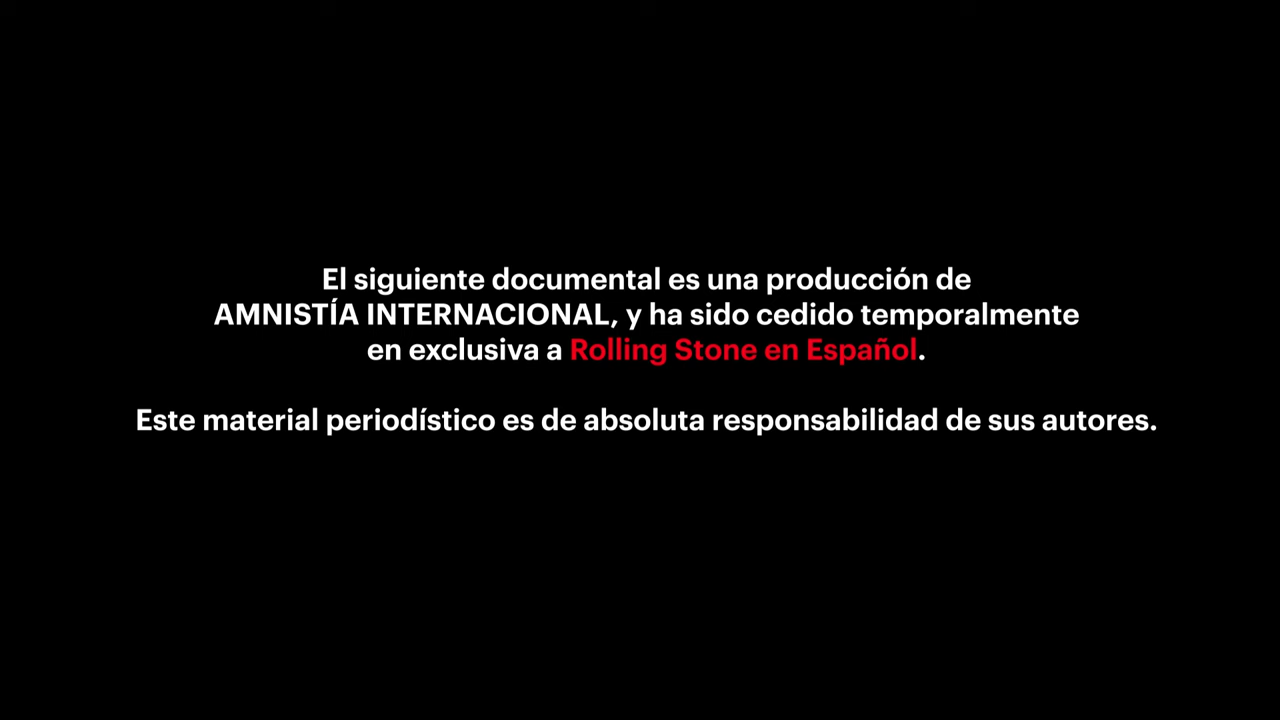 El siguiente documental es una producción de
AMNISTÍA INTERNACIONAL, y ha sido cedido temporalmente
en exclusiva a Rolling Stone en Español.
Este material periodístico es de absoluta responsabilidad de sus autores.